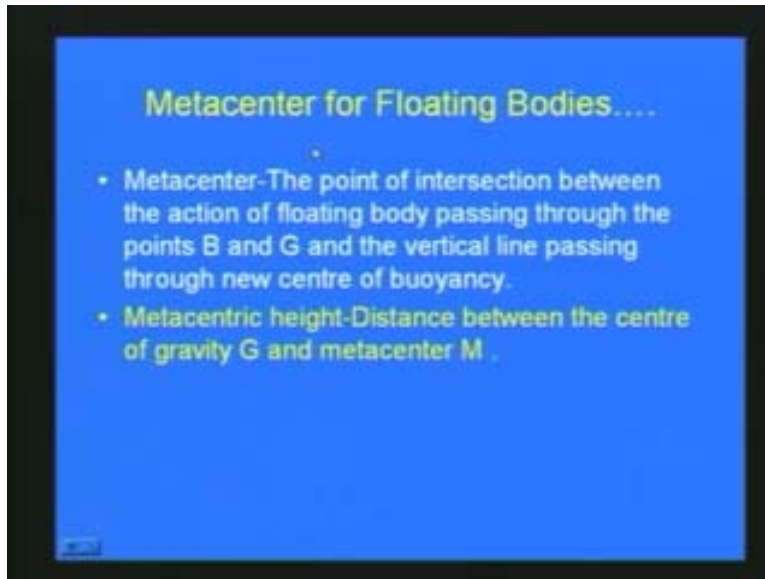 Metacenter for Floating Bodies....
• Metacenter-The point of intersection between
the action of floating body passing through the
points B and G and the vertical line passing
through new centre of buoyancy.
• Metacentric height-Distance between the centre
of gravity G and metacenter M .